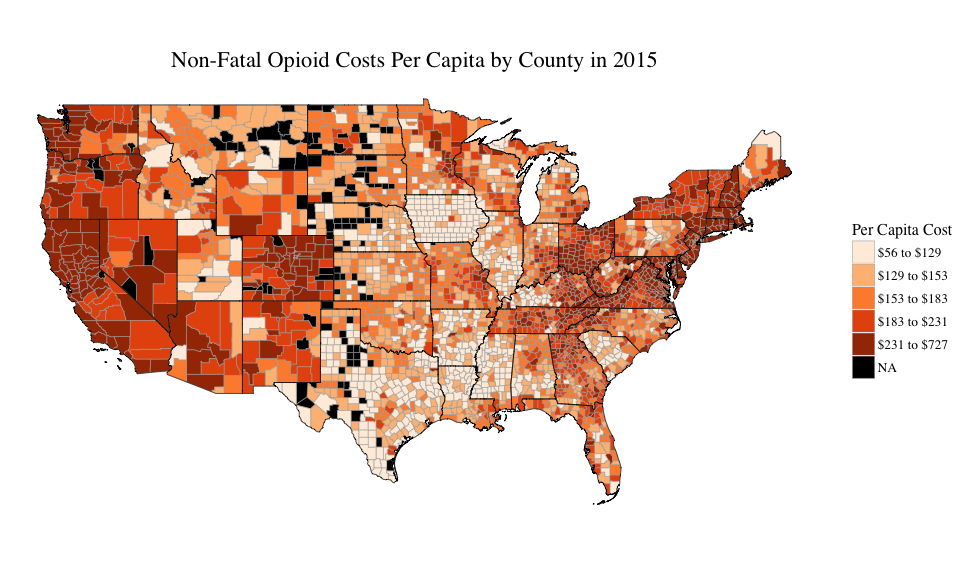 Non-Fatal Opioid Costs Per Capita by County in 2015
Per Capita Cost
$56 to $129
$129 to $153
$153 to $183
$183 to $231
$231 to $727
NA